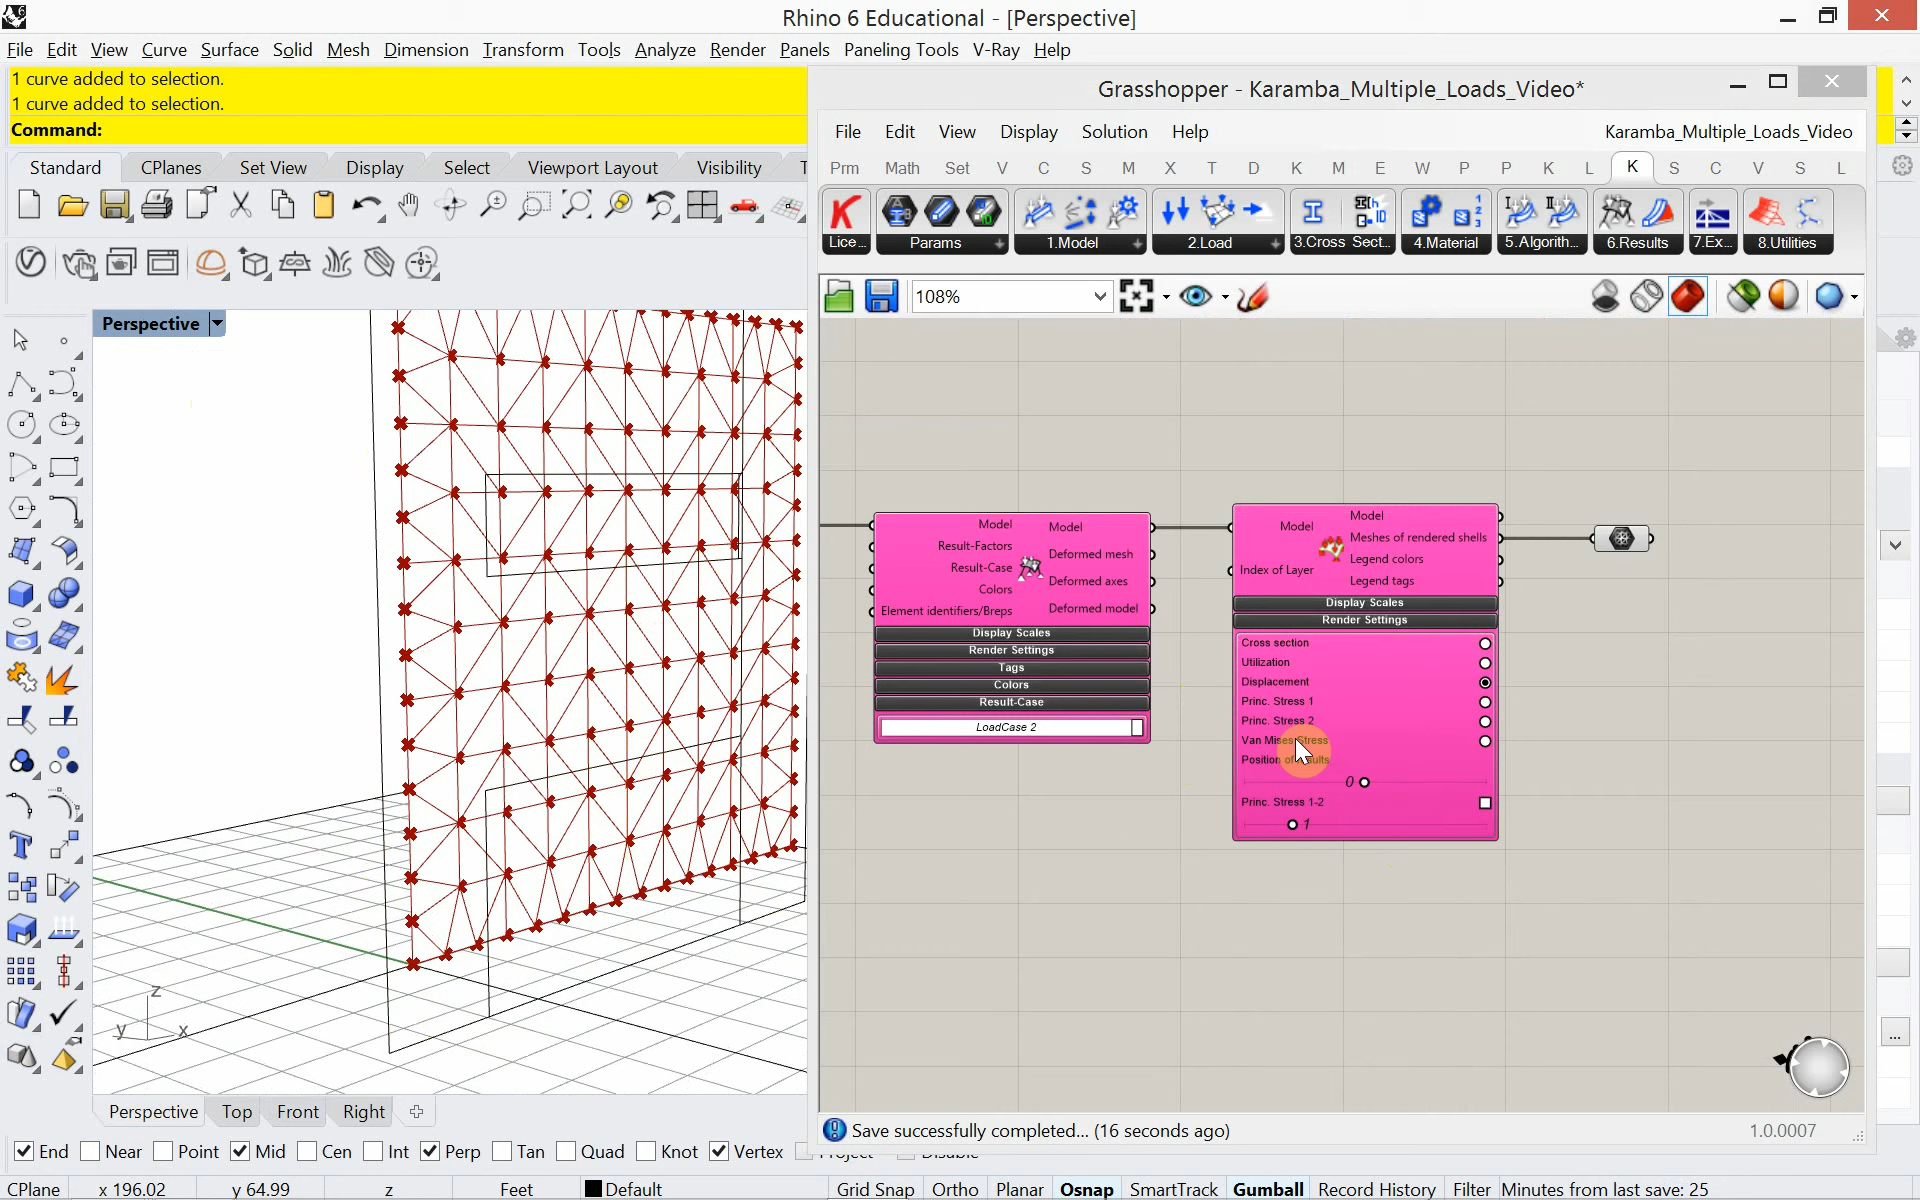 Rhino 6 Educational - [Perspective]
File Edit View Curve Surface Solid Mesh Dimension Transform Tools Analyze Render Panels Paneling Tools V-Ray Help
1 curve added to selection.
1 curve added to selection.
Command:
Standard CPlanes Set View Display Select Viewport Layout Visibility T
Grasshopper - Karamba_Multiple_Loads_Video*
File Edit View Display Solution Help
Karamba_Multiple_Loads_Video
Prm Math Set V C S M X T D K M E W P P K L K S C V S L
Lice... Params 1.Model 2.Load 3.Cross Sect... 4.Material 5.Algorith... 6.Results 7.Ex... 8.Utilities
108%
Perspective
Model
Result-Factors
Result-Case
Colors
Element identifiers/Breps
Model
Deformed mesh
Deformed axes
Deformed model
Display Scales
Render Settings
Tags
Colors
Result-Case
LoadCase 2
Model
Index of Layer
Model
Meshes of rendered shells
Legend colors
Legend tags
Display Scales
Render Settings
Cross section
Utilization
Displacement
Princ. Stress 1
Princ. Stress 2
Van Mises Stress
Position of Results
0
Princ. Stress 1-2
1
z
y
x
Perspective Top Front Right
Save successfully completed... (16 seconds ago)
1.0.0007
End Near Point Mid Cen Int Perp Tan Quad Knot Vertex Project Disable
CPlane x 196.02 y 64.99 z Feet Default Grid Snap Ortho Planar Osnap SmartTrack Gumball Record History Filter Minutes from last save: 25